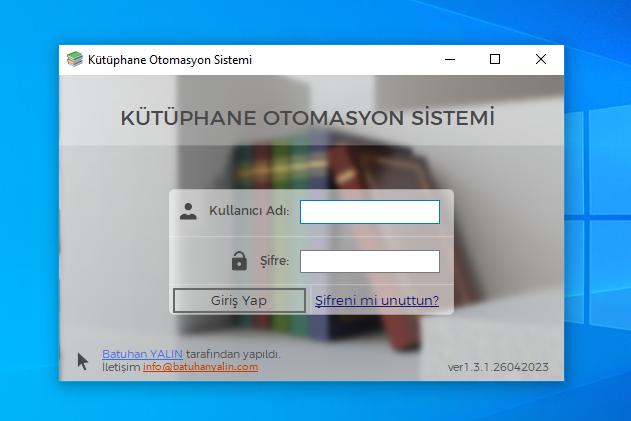 Kütüphane Otomasyon Sistemi
KÜTÜPHANE OTOMASYON SİSTEMİ
Kullanıcı Adı:
Şifre:
Giriş Yap
Şifreni mi unuttun?
Batuhan YALIN tarafından yapıldı.
İletişim info@batuhanyalin.com
ver1.3.1.26042023